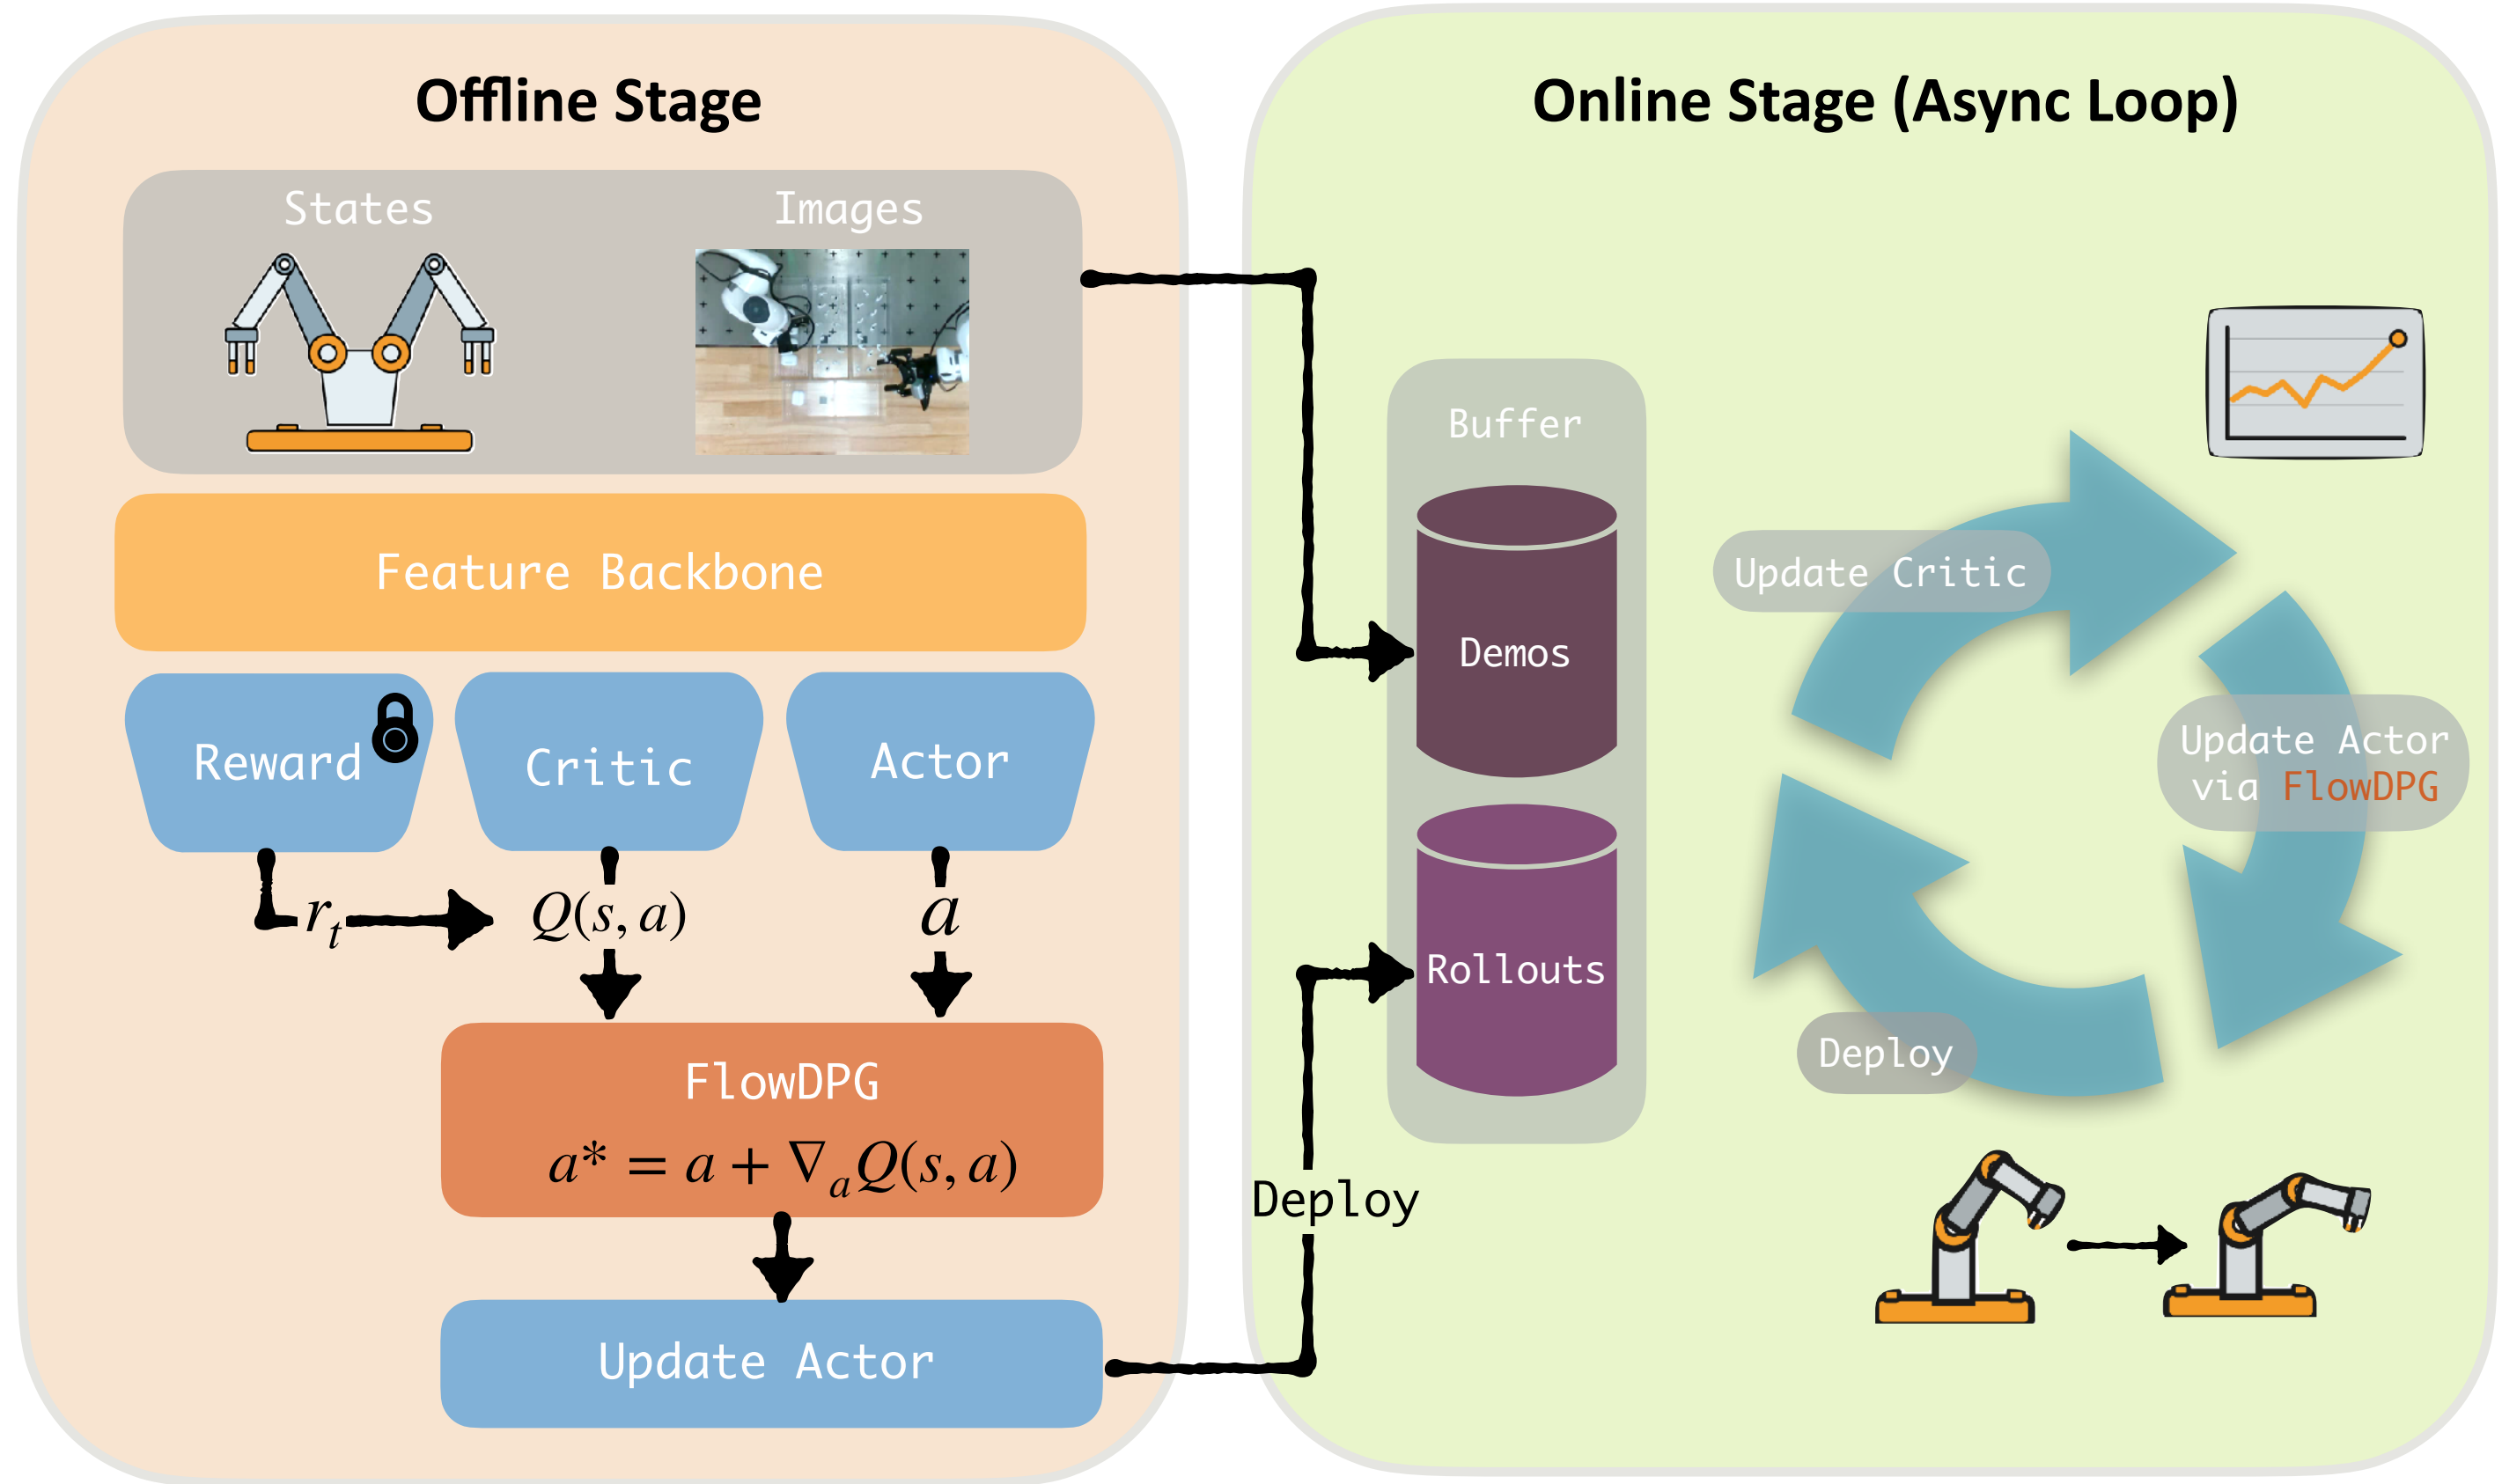 Offline Stage
States
Images
Feature Backbone
Reward
Critic
Actor
r_t
Q(s, a)
a
FlowDPG
a* = a + ∇_a Q(s, a)
Update Actor
Deploy
Online Stage (Async Loop)
Buffer
Demos
Rollouts
Update Critic
Update Actor
via FlowDPG
Deploy